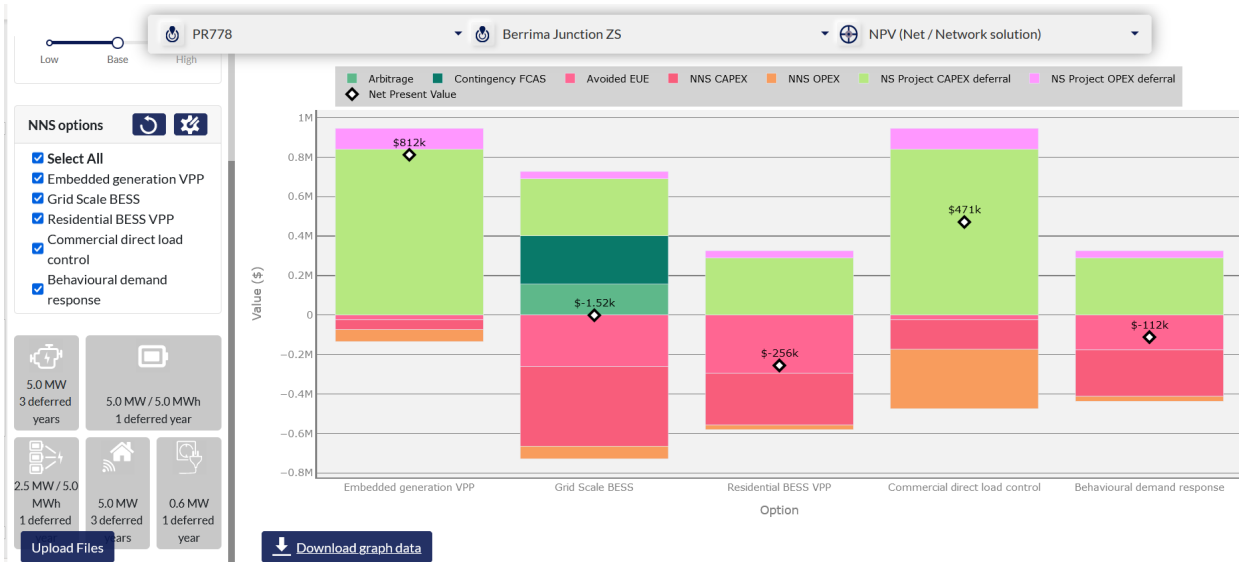 PR778
Berrima Junction ZS
NPV (Net / Network solution)
Low
Base
High
NNS options
Select All
Embedded generation VPP
Grid Scale BESS
Residential BESS VPP
Commercial direct load
control
Behavioural demand
response
5.0 MW
3 deferred
years
5.0 MW / 5.0 MWh
1 deferred year
2.5 MW / 5.0
MWh
1 deferred
5.0 MW
3 deferred
years
0.6 MW
1 deferred
year
Upload Files
Arbitrage
Contingency FCAS
Avoided EUE
NNS CAPEX
NNS OPEX
NS Project CAPEX deferral
NS Project OPEX deferral
Net Present Value
Value ($)
1M
0.8M
0.6M
0.4M
0.2M
0
−0.2M
−0.4M
−0.6M
−0.8M
$812k
$-1.52k
$-256k
$471k
$-112k
Embedded generation VPP
Grid Scale BESS
Residential BESS VPP
Commercial direct load control
Behavioural demand response
Option
Download graph data